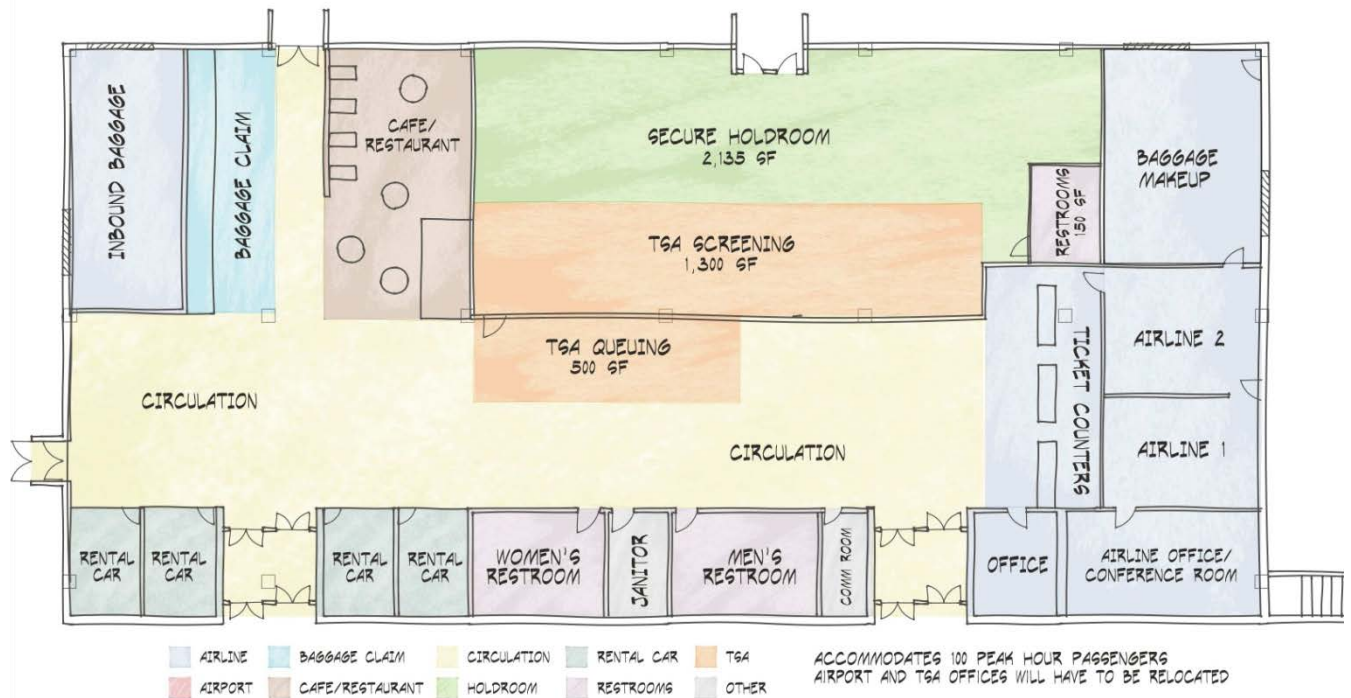 INBOUND BAGGAGE
BAGGAGE CLAIM
CAFE/
RESTAURANT
SECURE HOLDROOM
2,135 SF
RESTROOMS
150 SF
BAGGAGE
MAKEUP
TSA SCREENING
1,300 SF
TSA QUEUING
500 SF
TICKET COUNTERS
AIRLINE 2
AIRLINE 1
CIRCULATION
CIRCULATION
RENTAL
CAR
RENTAL
CAR
RENTAL
CAR
RENTAL
CAR
WOMEN'S
RESTROOM
JANITOR
MEN'S
RESTROOM
COMM ROOM
OFFICE
AIRLINE OFFICE/
CONFERENCE ROOM
AIRLINE
BAGGAGE CLAIM
CIRCULATION
RENTAL CAR
TSA
AIRPORT
CAFE/RESTAURANT
HOLDROOM
RESTROOMS
OTHER
ACCOMMODATES 100 PEAK HOUR PASSENGERS
AIRPORT AND TSA OFFICES WILL HAVE TO BE RELOCATED